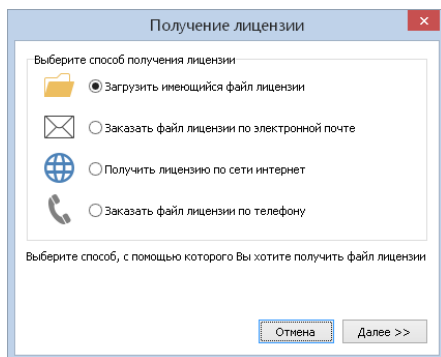 Получение лицензии
Выберите способ получения лицензии
Загрузить имеющийся файл лицензии
Заказать файл лицензии по электронной почте
Получить лицензию по сети интернет
Заказать файл лицензии по телефону
Выберите способ, с помощью которого Вы хотите получить файл лицензии
Отмена Далее >>